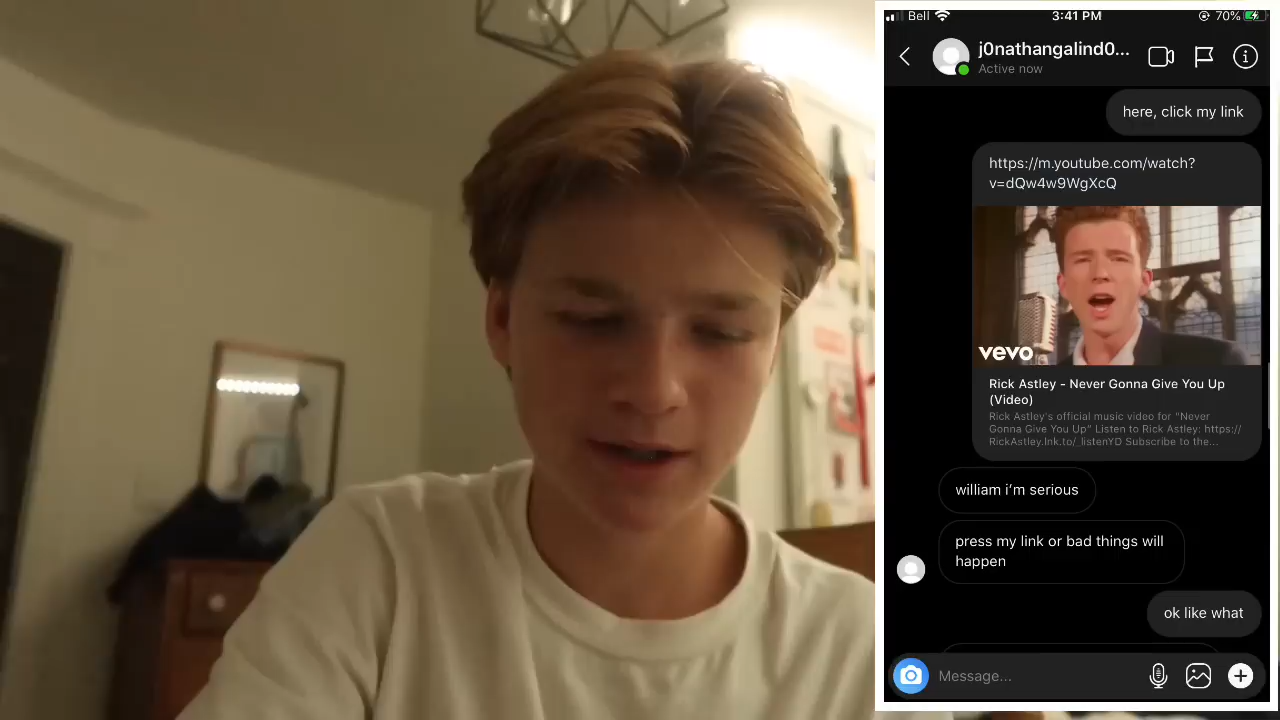 Bell
3:41 PM
70%
j0nathangalind0...
Active now
here, click my link
https://m.youtube.com/watch?
v=dQw4w9WgXcQ
vevo
Rick Astley - Never Gonna Give You Up
(Video)
Rick Astley's official music video for "Never
Gonna Give You Up" Listen to Rick Astley: https://
RickAstley.lnk.to/_listenYD Subscribe to the...
william i'm serious
press my link or bad things will
happen
ok like what
Message...